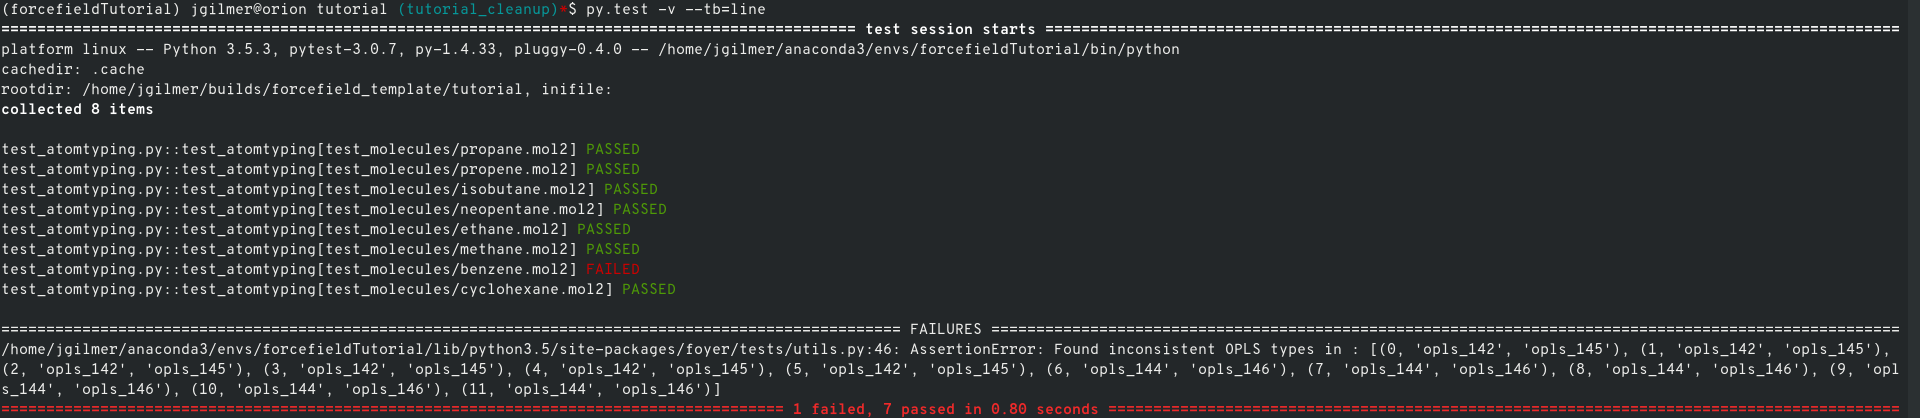 (forcefieldTutorial) jgilmer@orion tutorial (tutorial_cleanup)*$ py.test -v --tb=line
=============================================================================================== test session starts ===============================================================================================
platform linux -- Python 3.5.3, pytest-3.0.7, py-1.4.33, pluggy-0.4.0 -- /home/jgilmer/anaconda3/envs/forcefieldTutorial/bin/python
cachedir: .cache
rootdir: /home/jgilmer/builds/forcefield_template/tutorial, inifile:
collected 8 items
test_atomtyping.py::test_atomtyping[test_molecules/propane.mol2] PASSED
test_atomtyping.py::test_atomtyping[test_molecules/propene.mol2] PASSED
test_atomtyping.py::test_atomtyping[test_molecules/isobutane.mol2] PASSED
test_atomtyping.py::test_atomtyping[test_molecules/neopentane.mol2] PASSED
test_atomtyping.py::test_atomtyping[test_molecules/ethane.mol2] PASSED
test_atomtyping.py::test_atomtyping[test_molecules/methane.mol2] PASSED
test_atomtyping.py::test_atomtyping[test_molecules/benzene.mol2] FAILED
test_atomtyping.py::test_atomtyping[test_molecules/cyclohexane.mol2] PASSED
==================================================================================================== FAILURES =====================================================================================================
/home/jgilmer/anaconda3/envs/forcefieldTutorial/lib/python3.5/site-packages/foyer/tests/utils.py:46: AssertionError: Found inconsistent OPLS types in : [(0, 'opls_142', 'opls_145'), (1, 'opls_142', 'opls_145'),
(2, 'opls_142', 'opls_145'), (3, 'opls_142', 'opls_145'), (4, 'opls_142', 'opls_145'), (5, 'opls_142', 'opls_145'), (6, 'opls_144', 'opls_146'), (7, 'opls_144', 'opls_146'), (8, 'opls_144', 'opls_146'), (9, 'opl
s_144', 'opls_146'), (10, 'opls_144', 'opls_146'), (11, 'opls_144', 'opls_146')]
======================================================================================= 1 failed, 7 passed in 0.80 seconds ========================================================================================